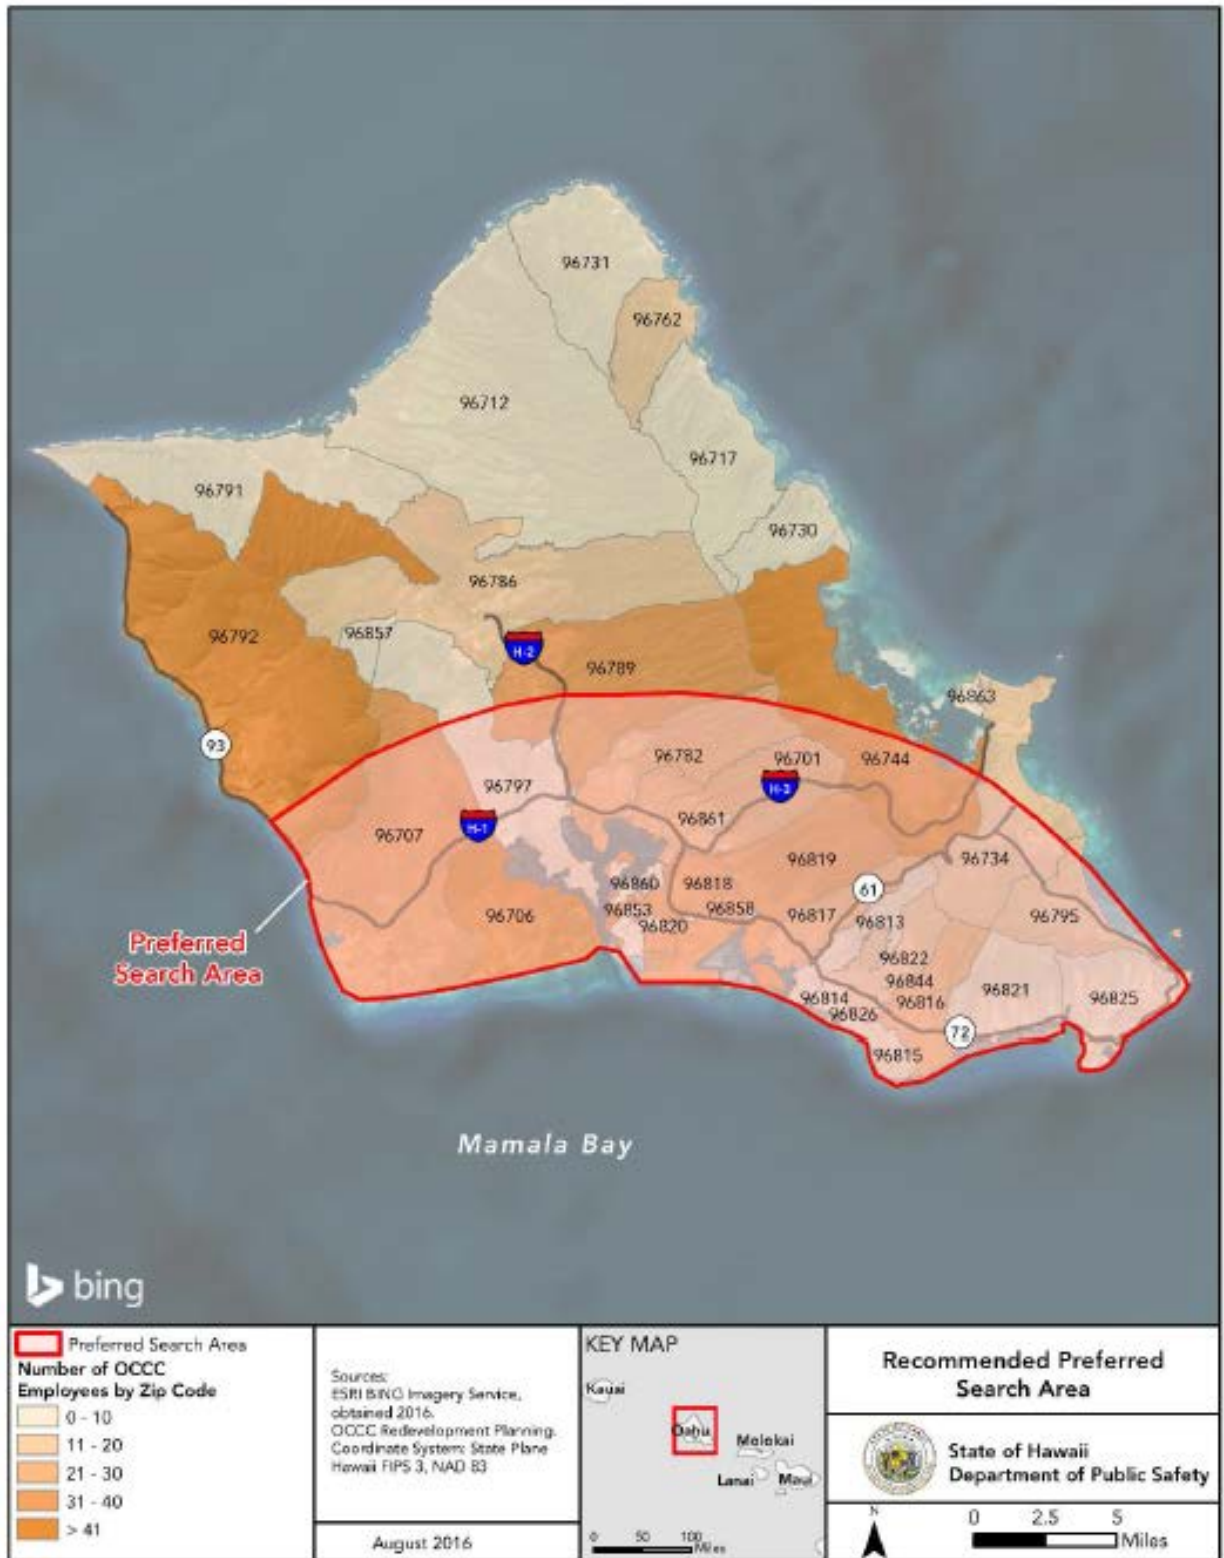 96731
96762
96712
96717
96791
96730
96786
96792
96857
H-2
96789
96863
93
96782
96701
96744
96797
H-3
H-1
96861
96707
96819
96734
96860
96818
61
96706
96853
96858
96817
96813
96795
96820
Preferred
Search Area
96822
96844
96814
96816
96821
96825
96826
72
96815
Mamala Bay
bing
Preferred Search Area
Number of OCCC
Employees by Zip Code
0 - 10
11 - 20
21 - 30
31 - 40
> 41
Sources:
ESRI BING Imagery Service,
obtained 2016.
OCCC Redevelopment Planning.
Coordinate System: State Plane
Hawaii FIPS 3, NAD 83
August 2016
KEY MAP
Kauai
Oahu
Molokai
Lanai
Maui
0 50 100
Miles
Recommended Preferred
Search Area
State of Hawaii
Department of Public Safety
N
0 2.5 5
Miles